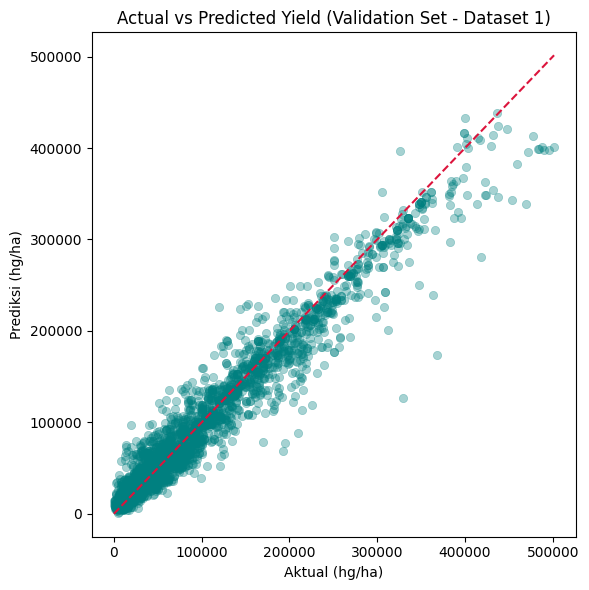 Actual vs Predicted Yield (Validation Set - Dataset 1)
Prediksi (hg/ha)
500000
400000
300000
200000
100000
0
0 100000 200000 300000 400000 500000
Aktual (hg/ha)